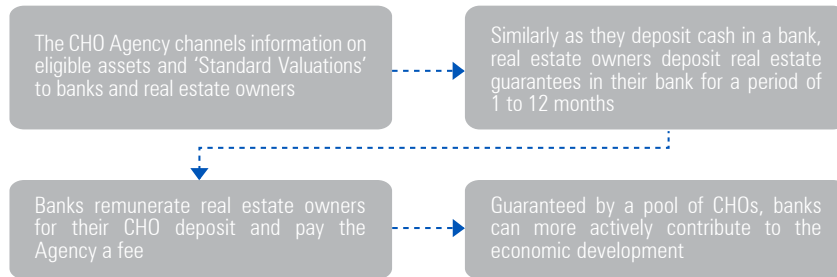 The CHO Agency channels information on
eligible assets and ‘Standard Valuations’
to banks and real estate owners
Similarly as they deposit cash in a bank,
real estate owners deposit real estate
guarantees in their bank for a period of
1 to 12 months
Banks remunerate real estate owners
for their CHO deposit and pay the
Agency a fee
Guaranteed by a pool of CHOs, banks
can more actively contribute to the
economic development